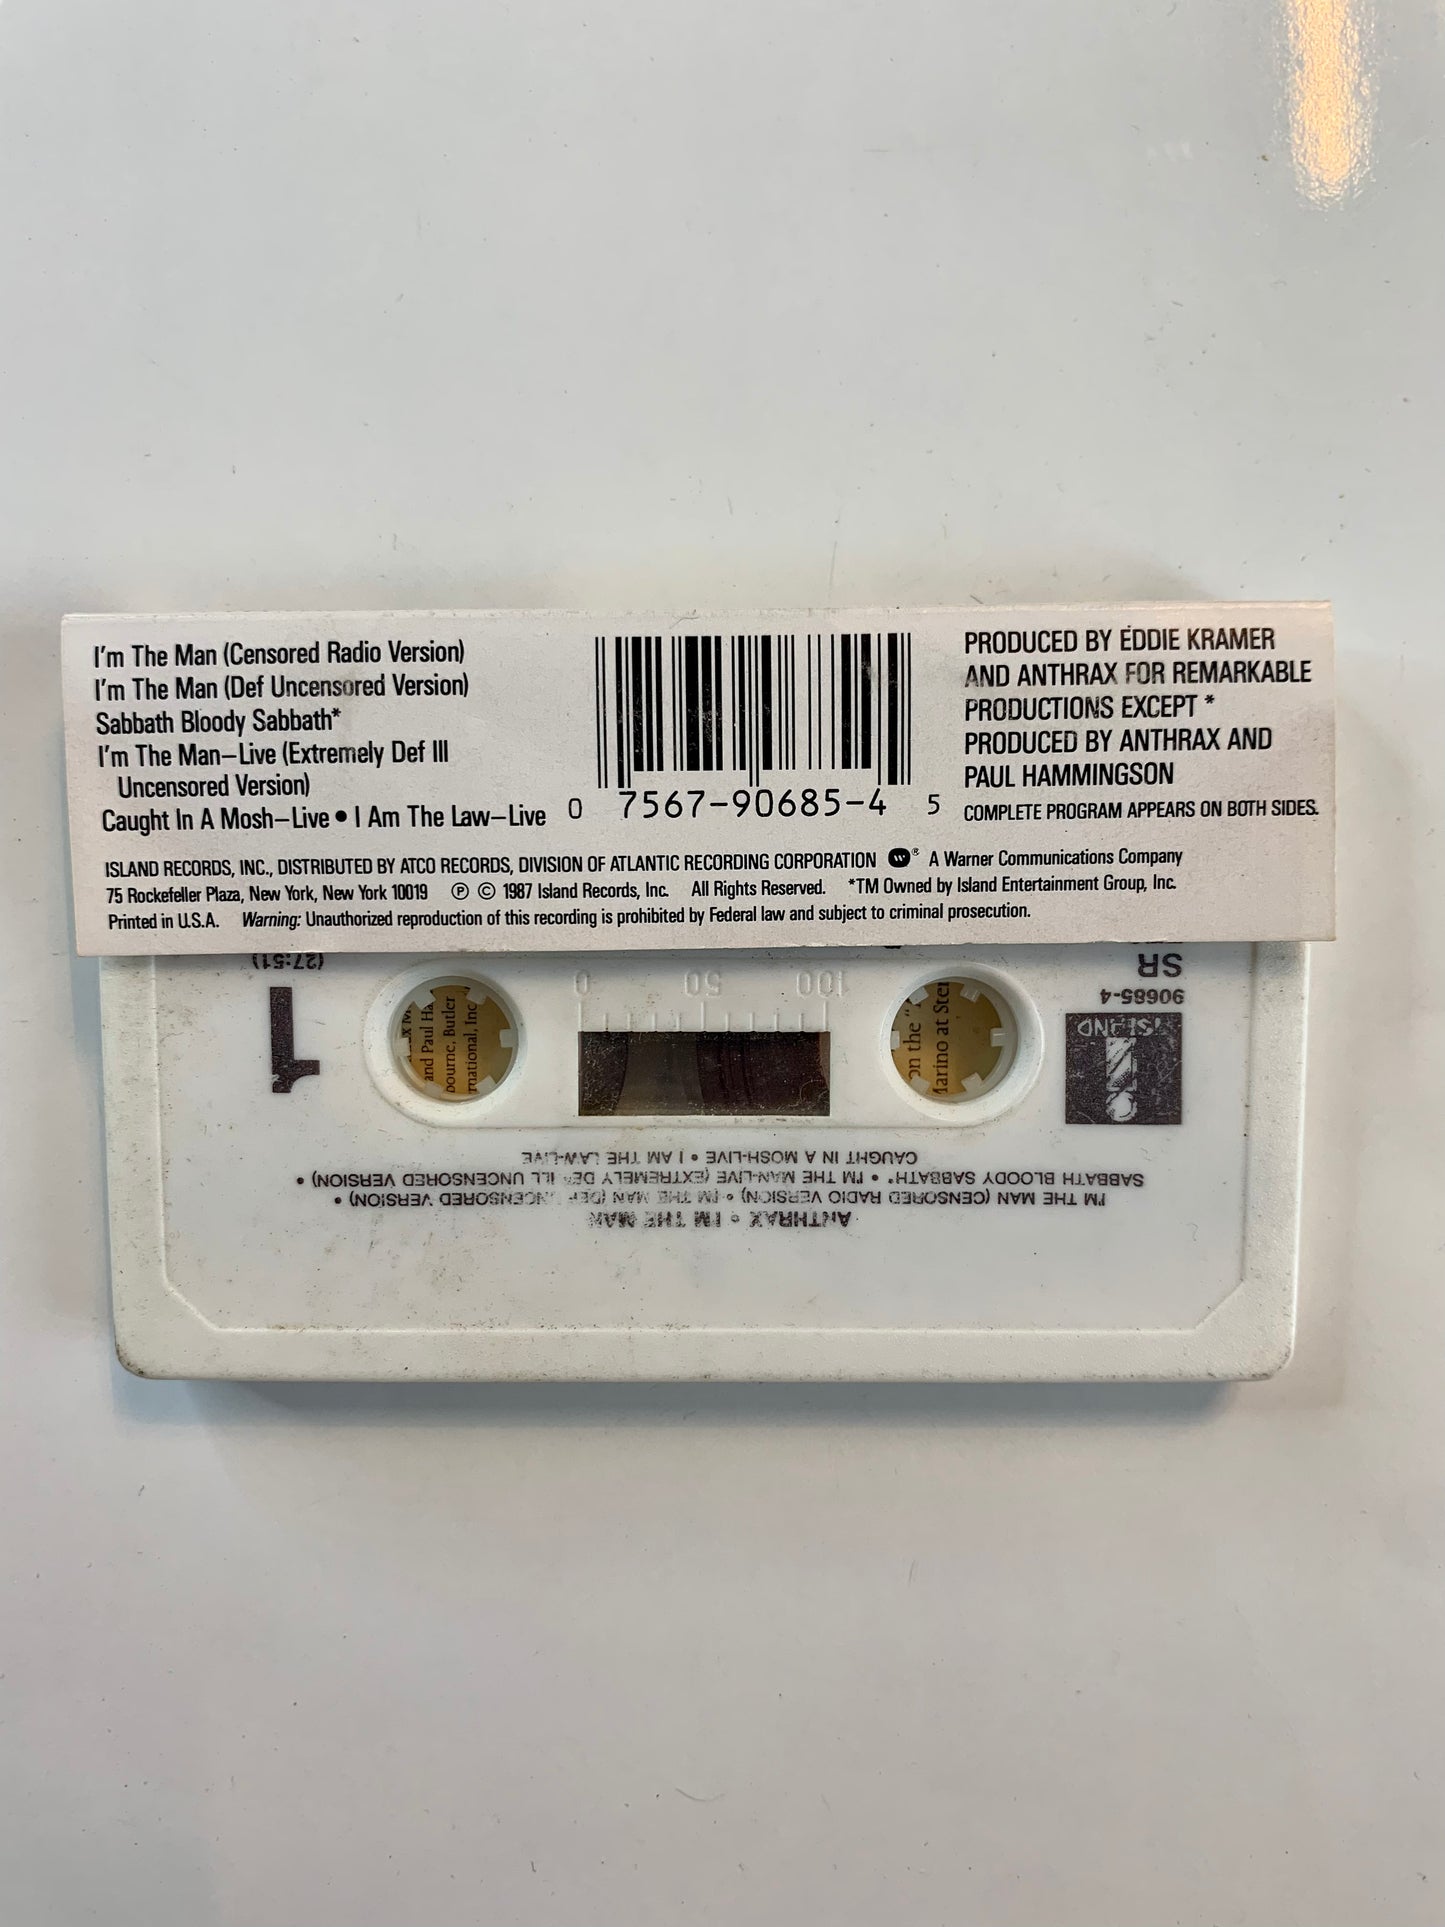 I'm The Man (Censored Radio Version)
I'm The Man (Def Uncensored Version)
Sabbath Bloody Sabbath*
I'm The Man–Live (Extremely Def Ill
Uncensored Version)
Caught In A Mosh–Live • I Am The Law–Live
0 7567-90685-4 5
PRODUCED BY EDDIE KRAMER
AND ANTHRAX FOR REMARKABLE
PRODUCTIONS EXCEPT *
PRODUCED BY ANTHRAX AND
PAUL HAMMINGSON
COMPLETE PROGRAM APPEARS ON BOTH SIDES.
ISLAND RECORDS, INC., DISTRIBUTED BY ATCO RECORDS, DIVISION OF ATLANTIC RECORDING CORPORATION ® A Warner Communications Company
75 Rockefeller Plaza, New York, New York 10019 ℗ © 1987 Island Records, Inc. All Rights Reserved. *TM Owned by Island Entertainment Group, Inc.
Printed in U.S.A. Warning: Unauthorized reproduction of this recording is prohibited by Federal law and subject to criminal prosecution.
ANTHRAX • I'M THE MAN
I'M THE MAN (CENSORED RADIO VERSION) • I'M THE MAN (DEF UNCENSORED VERSION) •
SABBATH BLOODY SABBATH* • I'M THE MAN-LIVE (EXTREMELY DEF ILL UNCENSORED VERSION) •
CAUGHT IN A MOSH-LIVE • I AM THE LAW-LIVE
ISLAND
90685-4
SR
1
(27:51)
100 50 0
and Paul
Butler
on the
Marino at